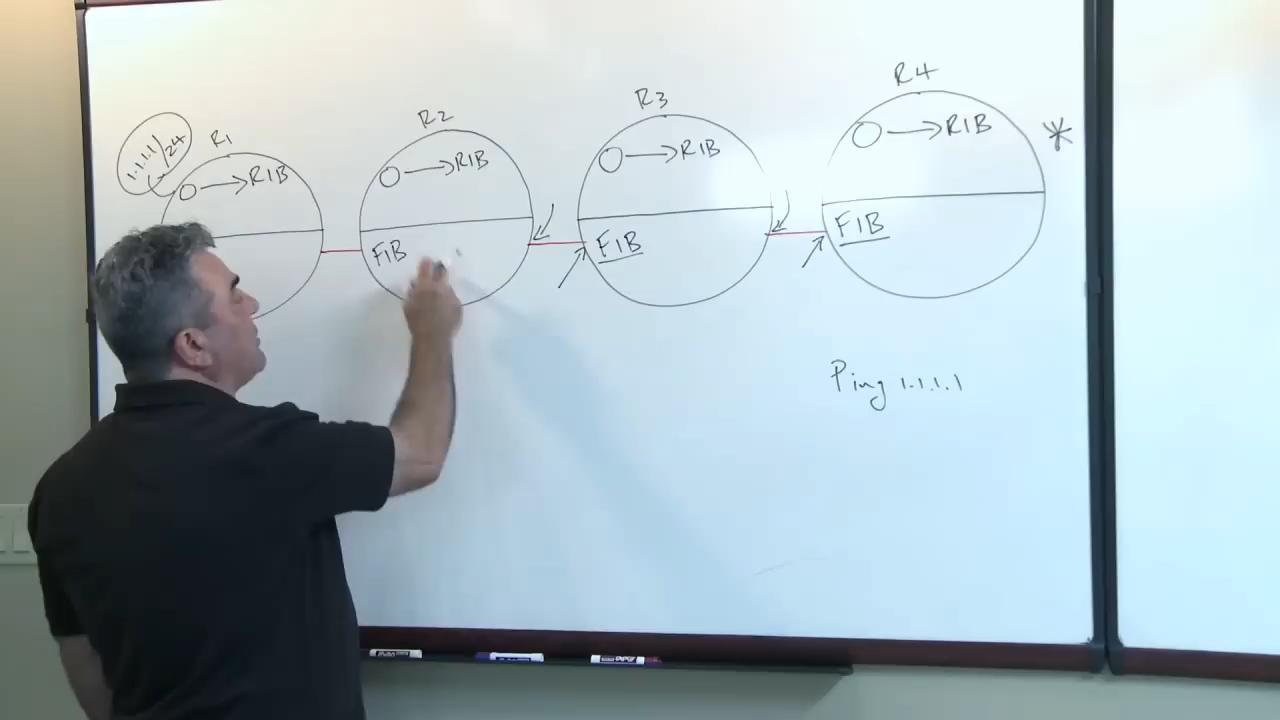 R1
R2
R3
R4
1.1.1.1/24
→RIB
→RIB
→RIB
→RIB
*
FIB
FIB
FIB
Ping 1.1.1.1